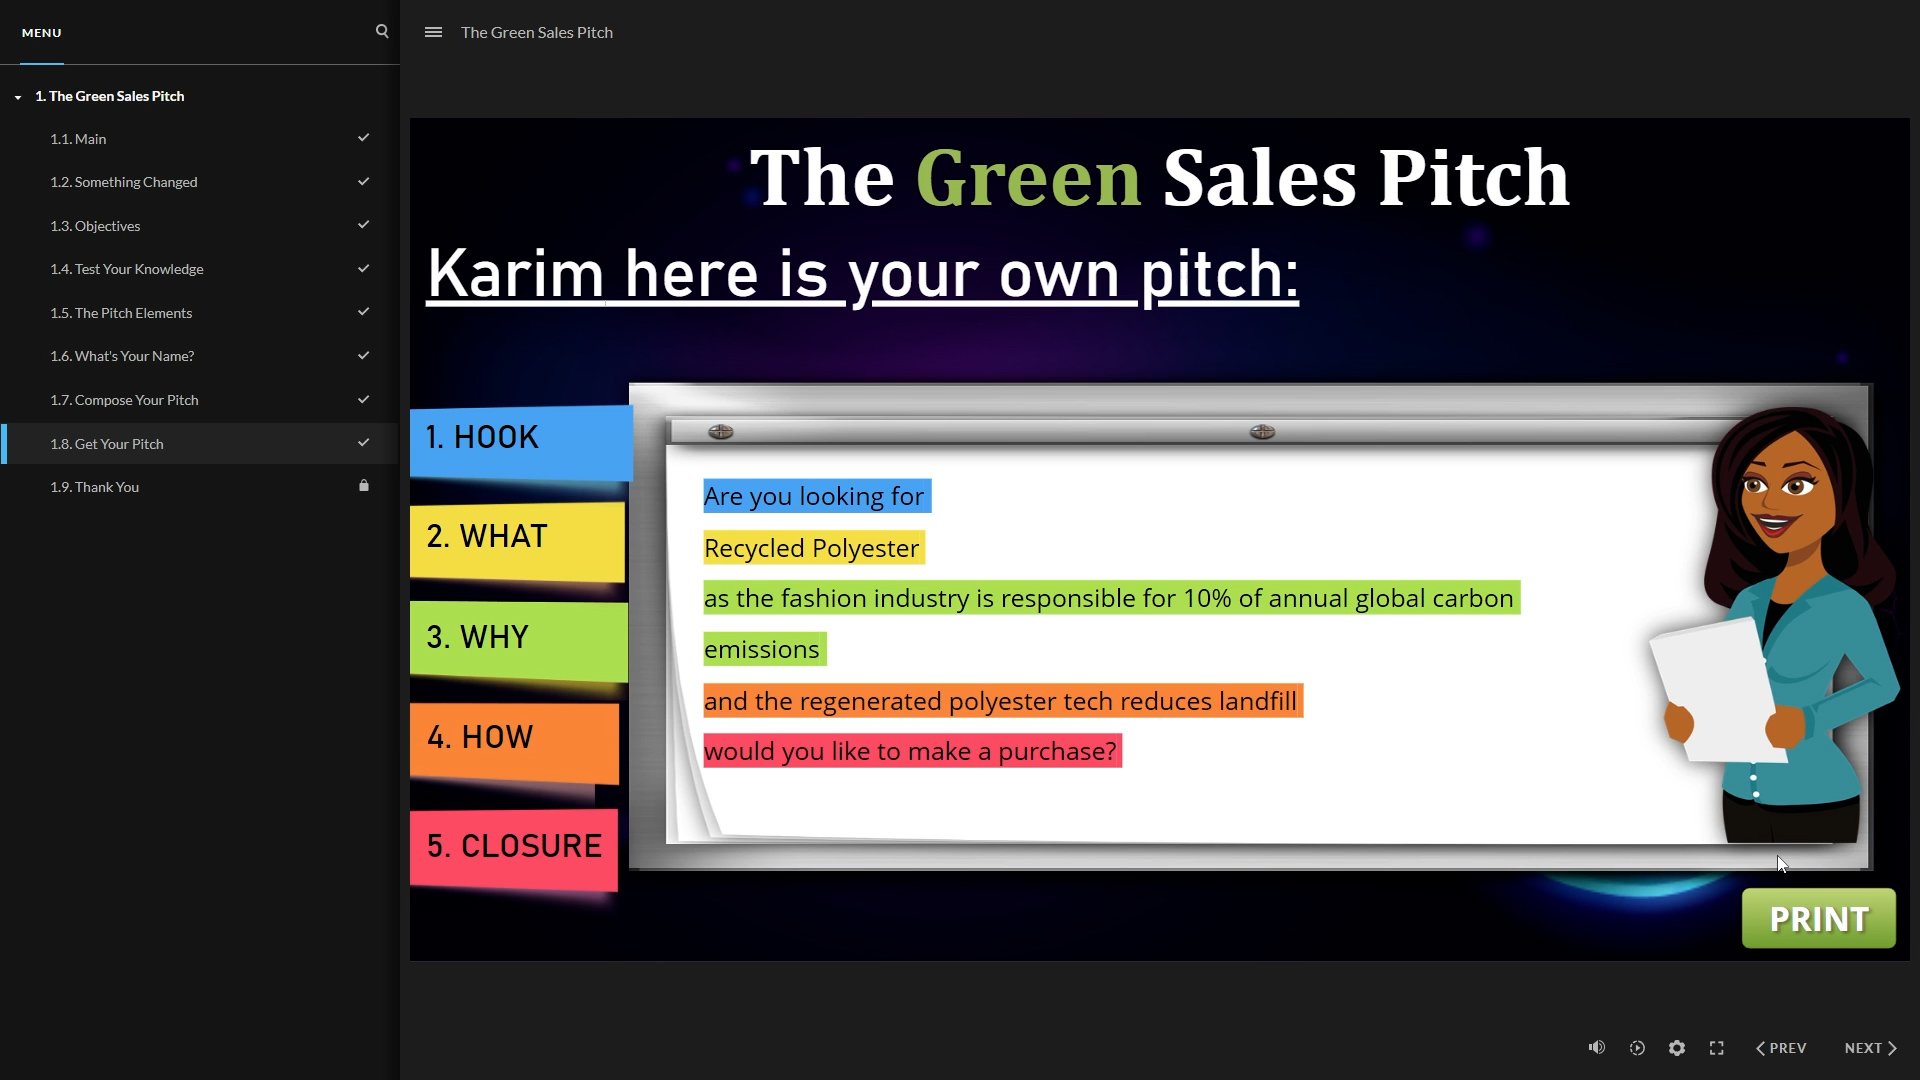 MENU
The Green Sales Pitch
1. The Green Sales Pitch
1.1. Main
1.2. Something Changed
1.3. Objectives
1.4. Test Your Knowledge
1.5. The Pitch Elements
1.6. What's Your Name?
1.7. Compose Your Pitch
1.8. Get Your Pitch
1.9. Thank You
The Green Sales Pitch
Karim here is your own pitch:
1. HOOK
2. WHAT
3. WHY
4. HOW
5. CLOSURE
Are you looking for
Recycled Polyester
as the fashion industry is responsible for 10% of annual global carbon
emissions
and the regenerated polyester tech reduces landfill
would you like to make a purchase?
PRINT
PREV
NEXT